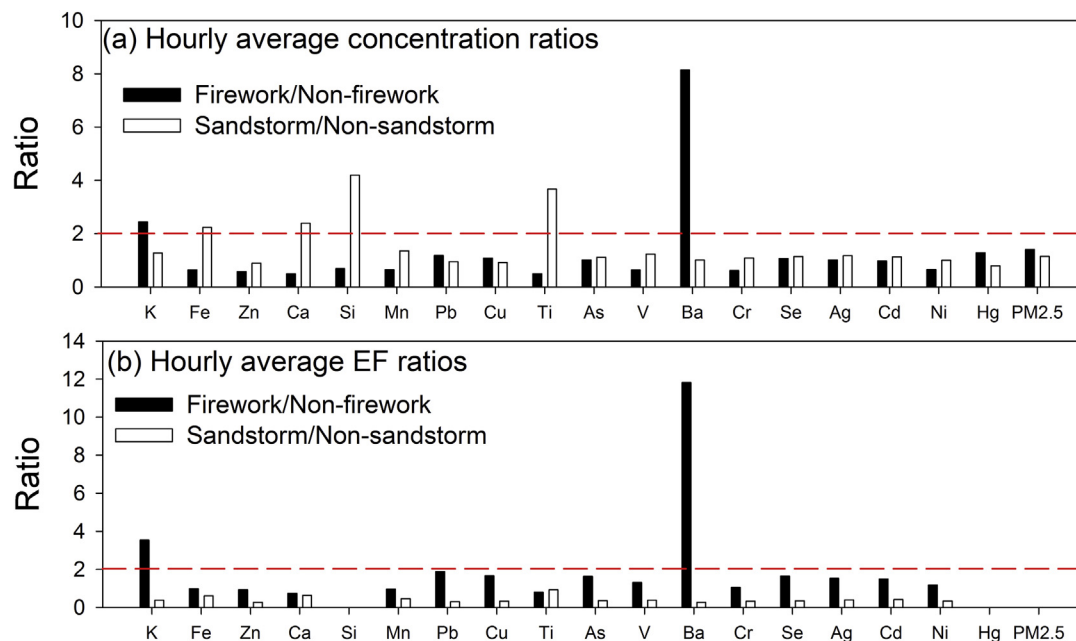 (a) Hourly average concentration ratios
Firework/Non-firework
Sandstorm/Non-sandstorm
Ratio
10
8
6
4
2
0
K Fe Zn Ca Si Mn Pb Cu Ti As V Ba Cr Se Ag Cd Ni Hg PM2.5
(b) Hourly average EF ratios
Firework/Non-firework
Sandstorm/Non-sandstorm
Ratio
14
12
10
8
6
4
2
0
K Fe Zn Ca Si Mn Pb Cu Ti As V Ba Cr Se Ag Cd Ni Hg PM2.5